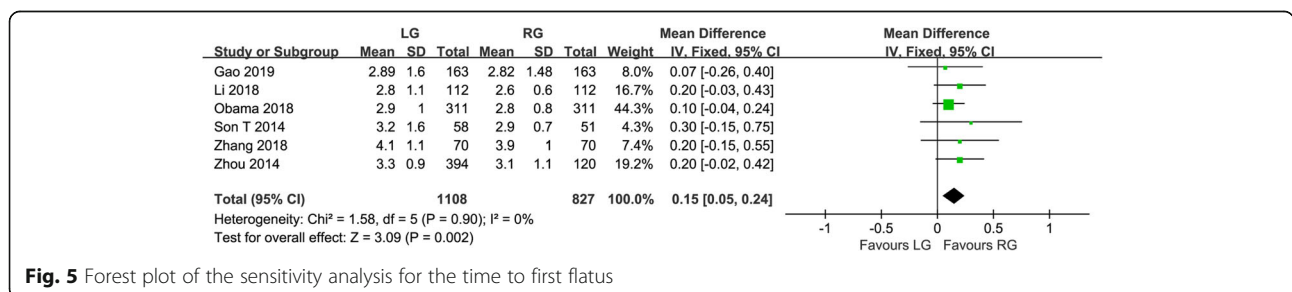 LG RG Mean Difference Mean Difference
Study or Subgroup Mean SD Total Mean SD Total Weight IV, Fixed, 95% CI IV, Fixed, 95% CI
Gao 2019 2.89 1.6 163 2.82 1.48 163 8.0% 0.07 [-0.26, 0.40]
Li 2018 2.8 1.1 112 2.6 0.6 112 16.7% 0.20 [-0.03, 0.43]
Obama 2018 2.9 1 311 2.8 0.8 311 44.3% 0.10 [-0.04, 0.24]
Son T 2014 3.2 1.6 58 2.9 0.7 51 4.3% 0.30 [-0.15, 0.75]
Zhang 2018 4.1 1.1 70 3.9 1 70 7.4% 0.20 [-0.15, 0.55]
Zhou 2014 3.3 0.9 394 3.1 1.1 120 19.2% 0.20 [-0.02, 0.42]
Total (95% CI) 1108 827 100.0% 0.15 [0.05, 0.24]
Heterogeneity: Chi² = 1.58, df = 5 (P = 0.90); I² = 0%
Test for overall effect: Z = 3.09 (P = 0.002)
-1 -0.5 0 0.5 1
Favours LG Favours RG
Fig. 5 Forest plot of the sensitivity analysis for the time to first flatus